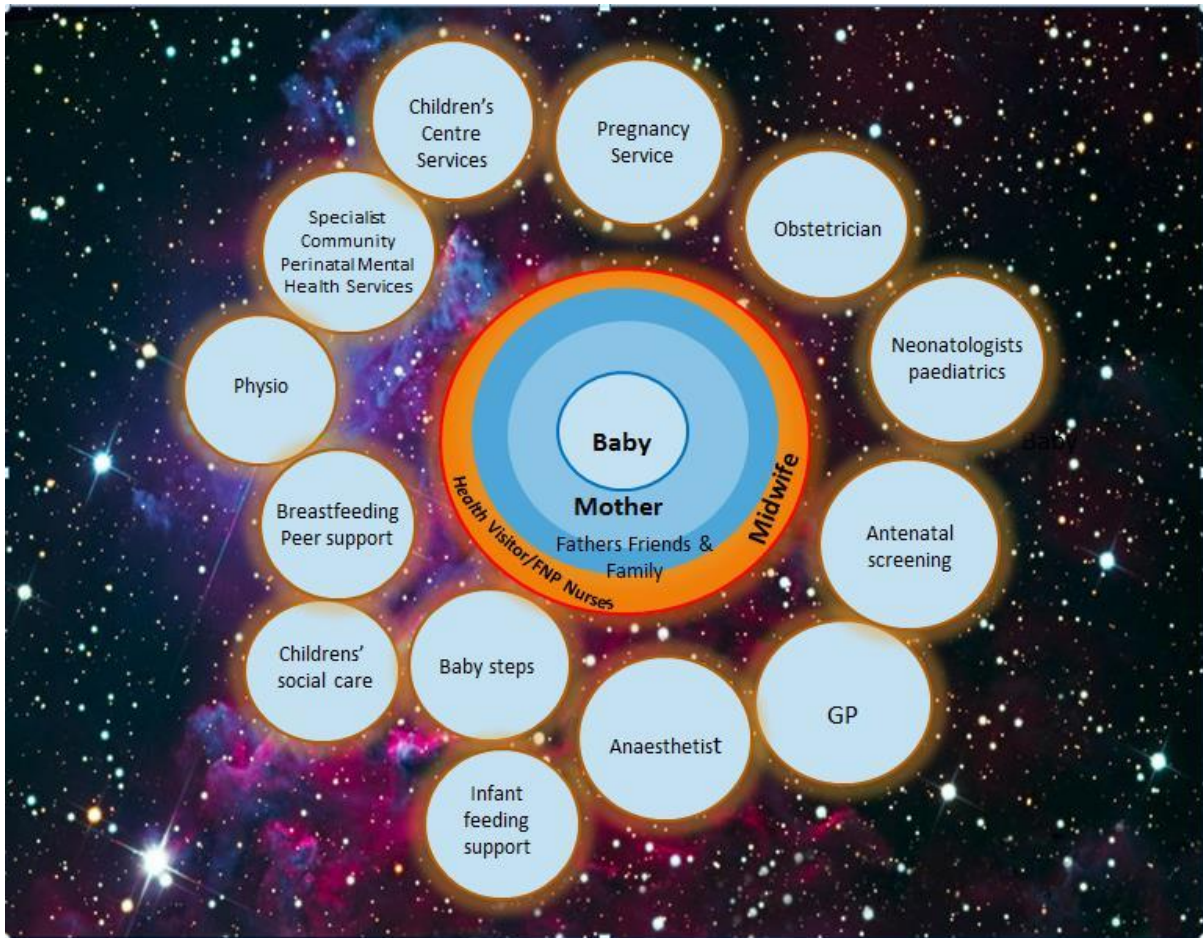 Children's
Centre
Services
Pregnancy
Service
Obstetrician
Specialist
Community
Perinatal Mental
Health Services
Neonatologists
paediatrics
Physio
Baby
Baby
Mother
Fathers Friends &
Family
Health Visitor/FNP Nurses
Midwife
Breastfeeding
Peer support
Antenatal
screening
Childrens'
social care
Baby steps
Anaesthetist
GP
Infant
feeding
support